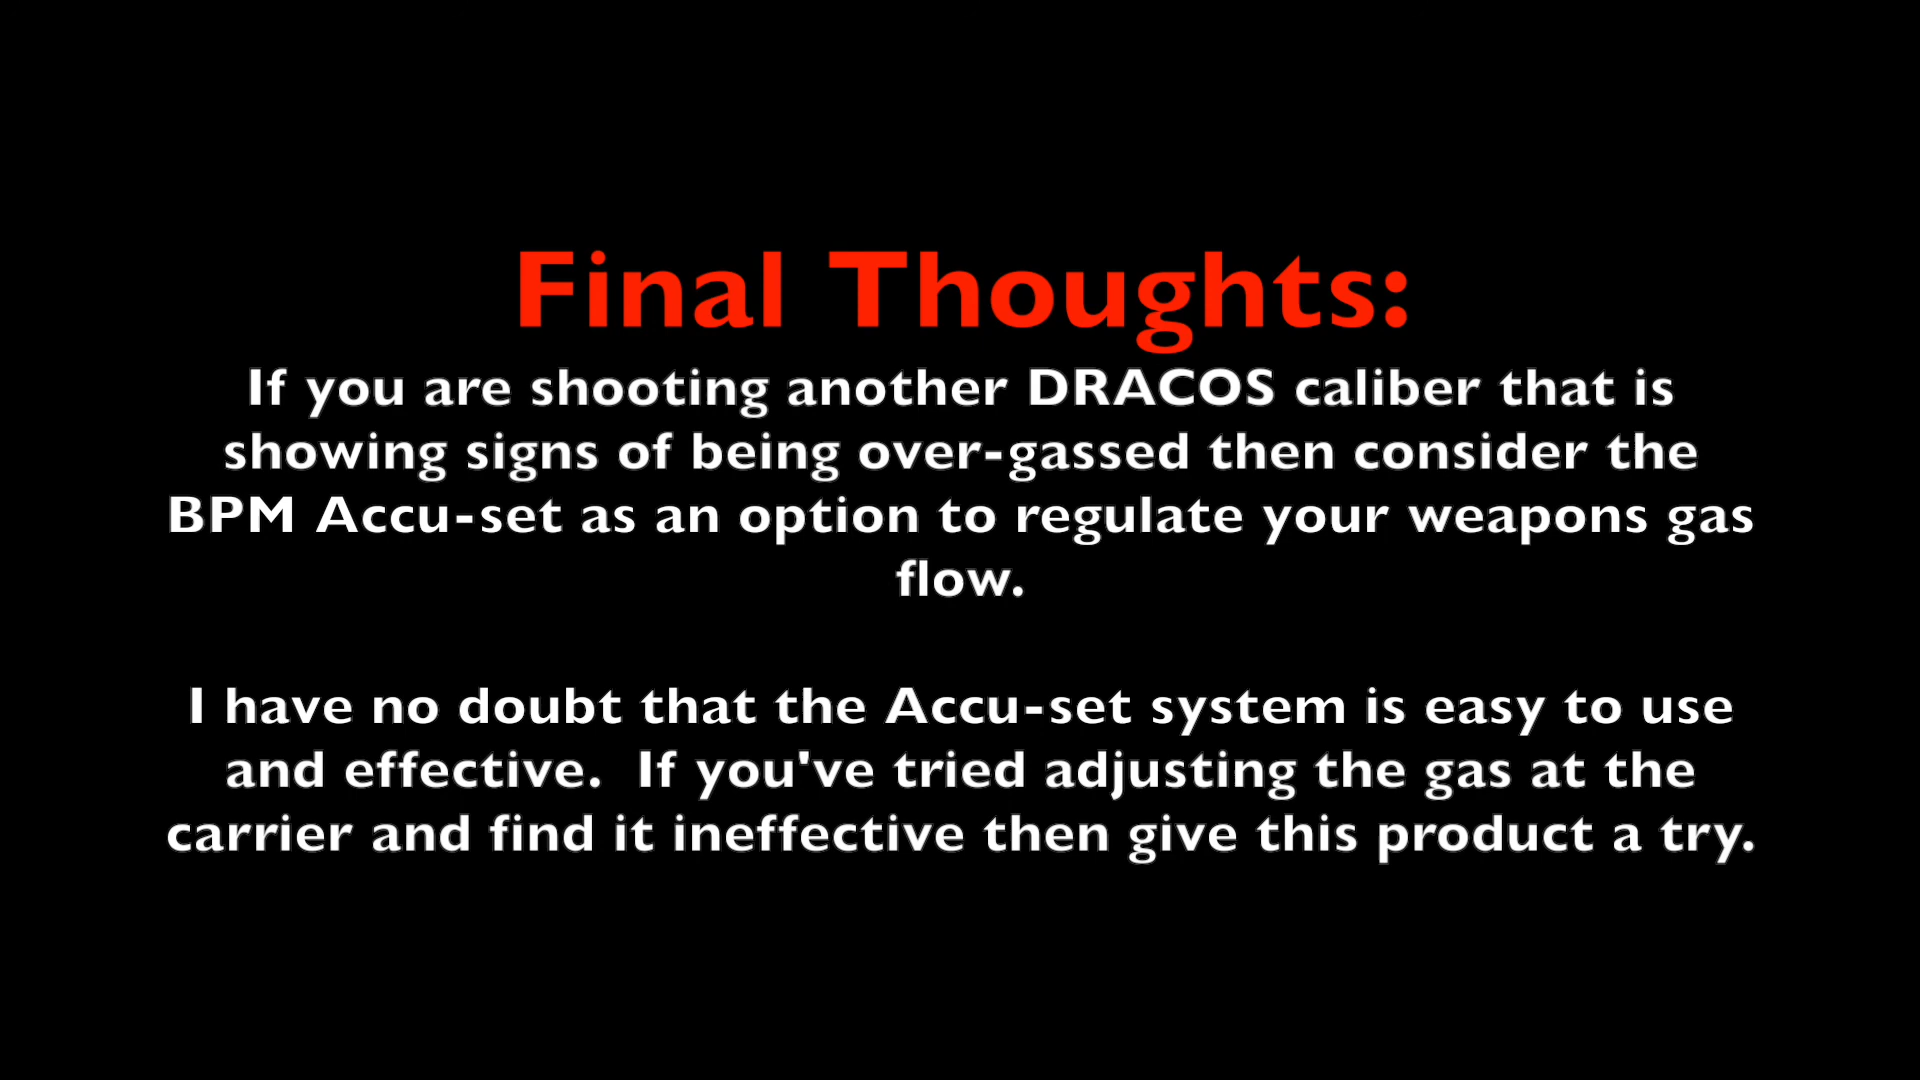 Final Thoughts:
If you are shooting another DRACOS caliber that is
showing signs of being over-gassed then consider the
BPM Accu-set as an option to regulate your weapons gas
flow.
I have no doubt that the Accu-set system is easy to use
and effective.  If you've tried adjusting the gas at the
carrier and find it ineffective then give this product a try.